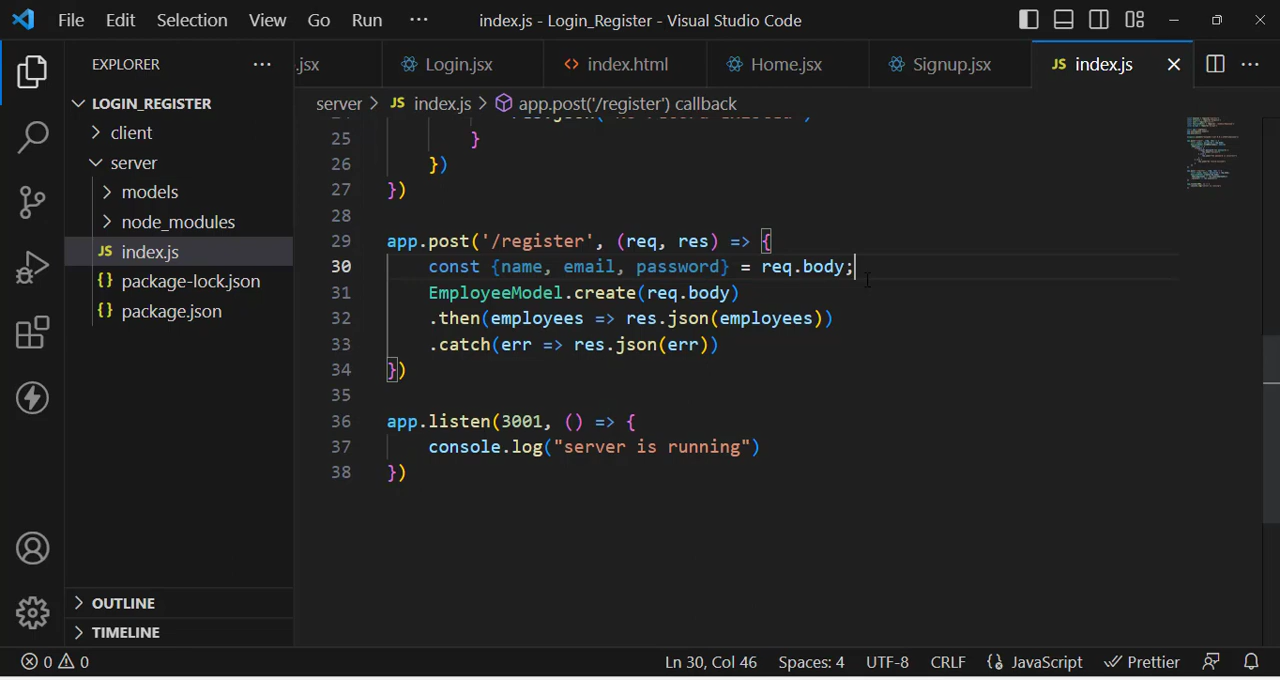 File Edit Selection View Go Run ··· index.js - Login_Register - Visual Studio Code
EXPLORER ···
.jsx Login.jsx <> index.html Home.jsx Signup.jsx JS index.js ···
LOGIN_REGISTER
client
server
models
node_modules
JS index.js
{} package-lock.json
{} package.json
OUTLINE
TIMELINE
server > JS index.js > app.post('/register') callback
25 }
26 })
27 })
28
29 app.post('/register', (req, res) => {
30 const {name, email, password} = req.body;
31 EmployeeModel.create(req.body)
32 .then(employees => res.json(employees))
33 .catch(err => res.json(err))
34 })
35
36 app.listen(3001, () => {
37 console.log("server is running")
38 })
0 0 Ln 30, Col 46 Spaces: 4 UTF-8 CRLF {} JavaScript Prettier